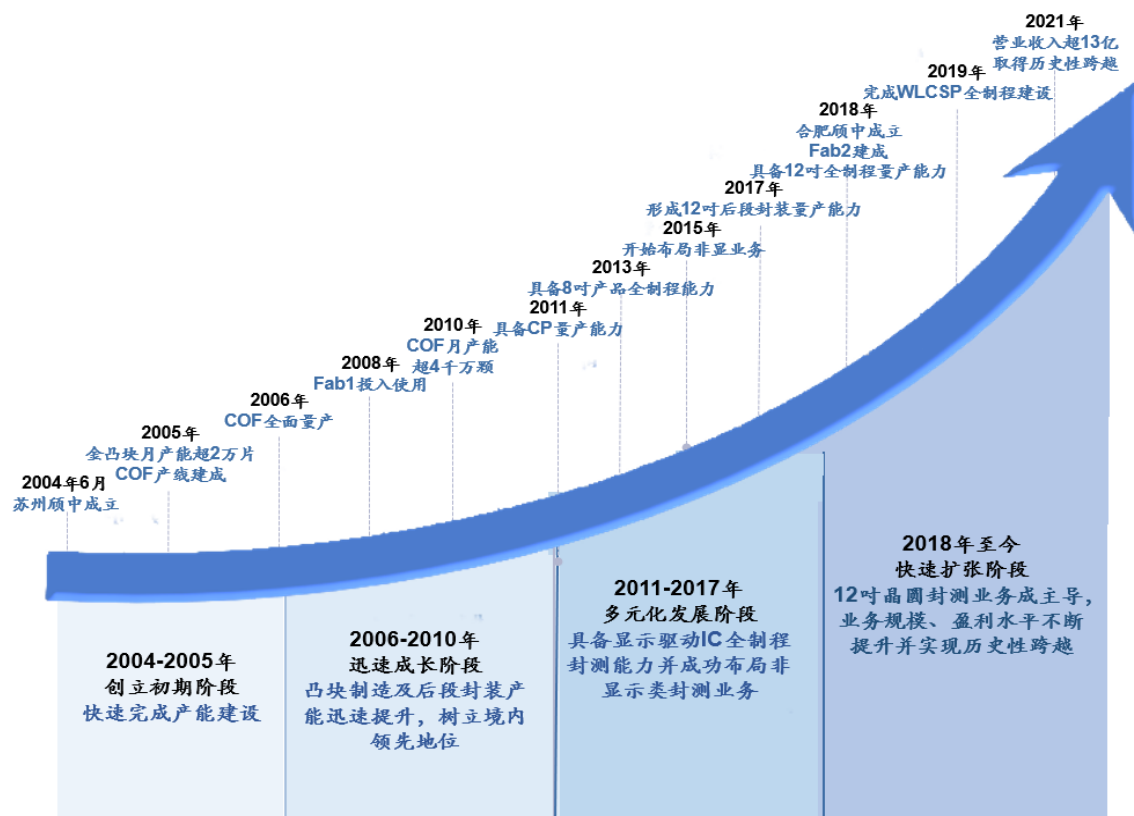 2004年6月
苏州颀中成立
2005年
金凸块月产能超2万片
COF产线建成
2006年
COF全面量产
2008年
Fab1投入使用
2010年
COF月产能
超4千万颗
2011年
具备CP量产能力
2013年
具备8吋产品全制程能力
2015年
开始布局非显业务
2017年
形成12吋后段封装量产能力
2018年
合肥颀中成立
Fab2建成
具备12吋全制程量产能力
2019年
完成WLCSP全制程建设
2021年
营业收入超13亿
取得历史性跨越
2004-2005年
创立初期阶段
快速完成产能建设
2006-2010年
迅速成长阶段
凸块制造及后段封装产
能迅速提升，树立境内
领先地位
2011-2017年
多元化发展阶段
具备显示驱动IC全制程
封测能力并成功布局非
显示类封测业务
2018年至今
快速扩张阶段
12吋晶圆封测业务成主导，
业务规模、盈利水平不断
提升并实现历史性跨越